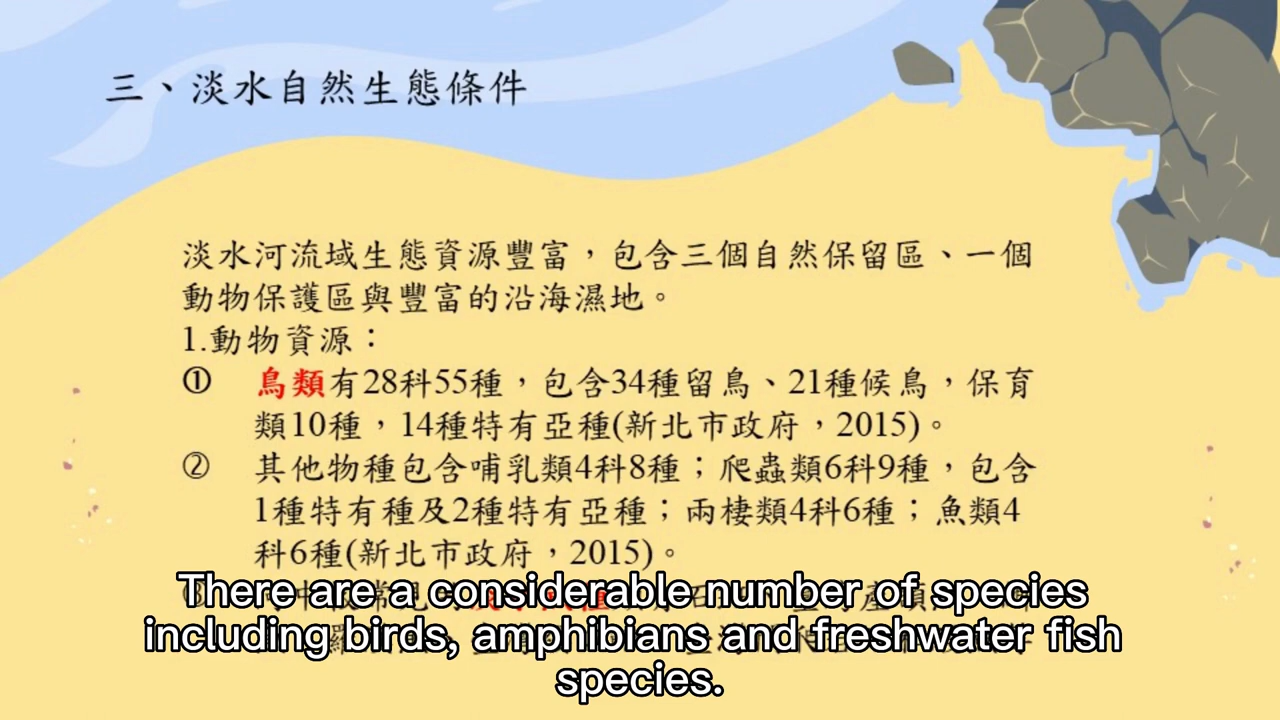 三、淡水自然生態條件
淡水河流域生態資源豐富，包含三個自然保留區、一個
動物保護區與豐富的沿海濕地。
1.動物資源：
① 鳥類有28科55種，包含34種留鳥、21種候鳥，保育
類10種，14種特有亞種(新北市政府，2015)。
② 其他物種包含哺乳類4科8種；爬蟲類6科9種，包含
1種特有種及2種特有亞種；兩棲類4科6種；魚類4
科6種(新北市政府，2015)。
There are a considerable number of species
including birds, amphibians and freshwater fish
species.